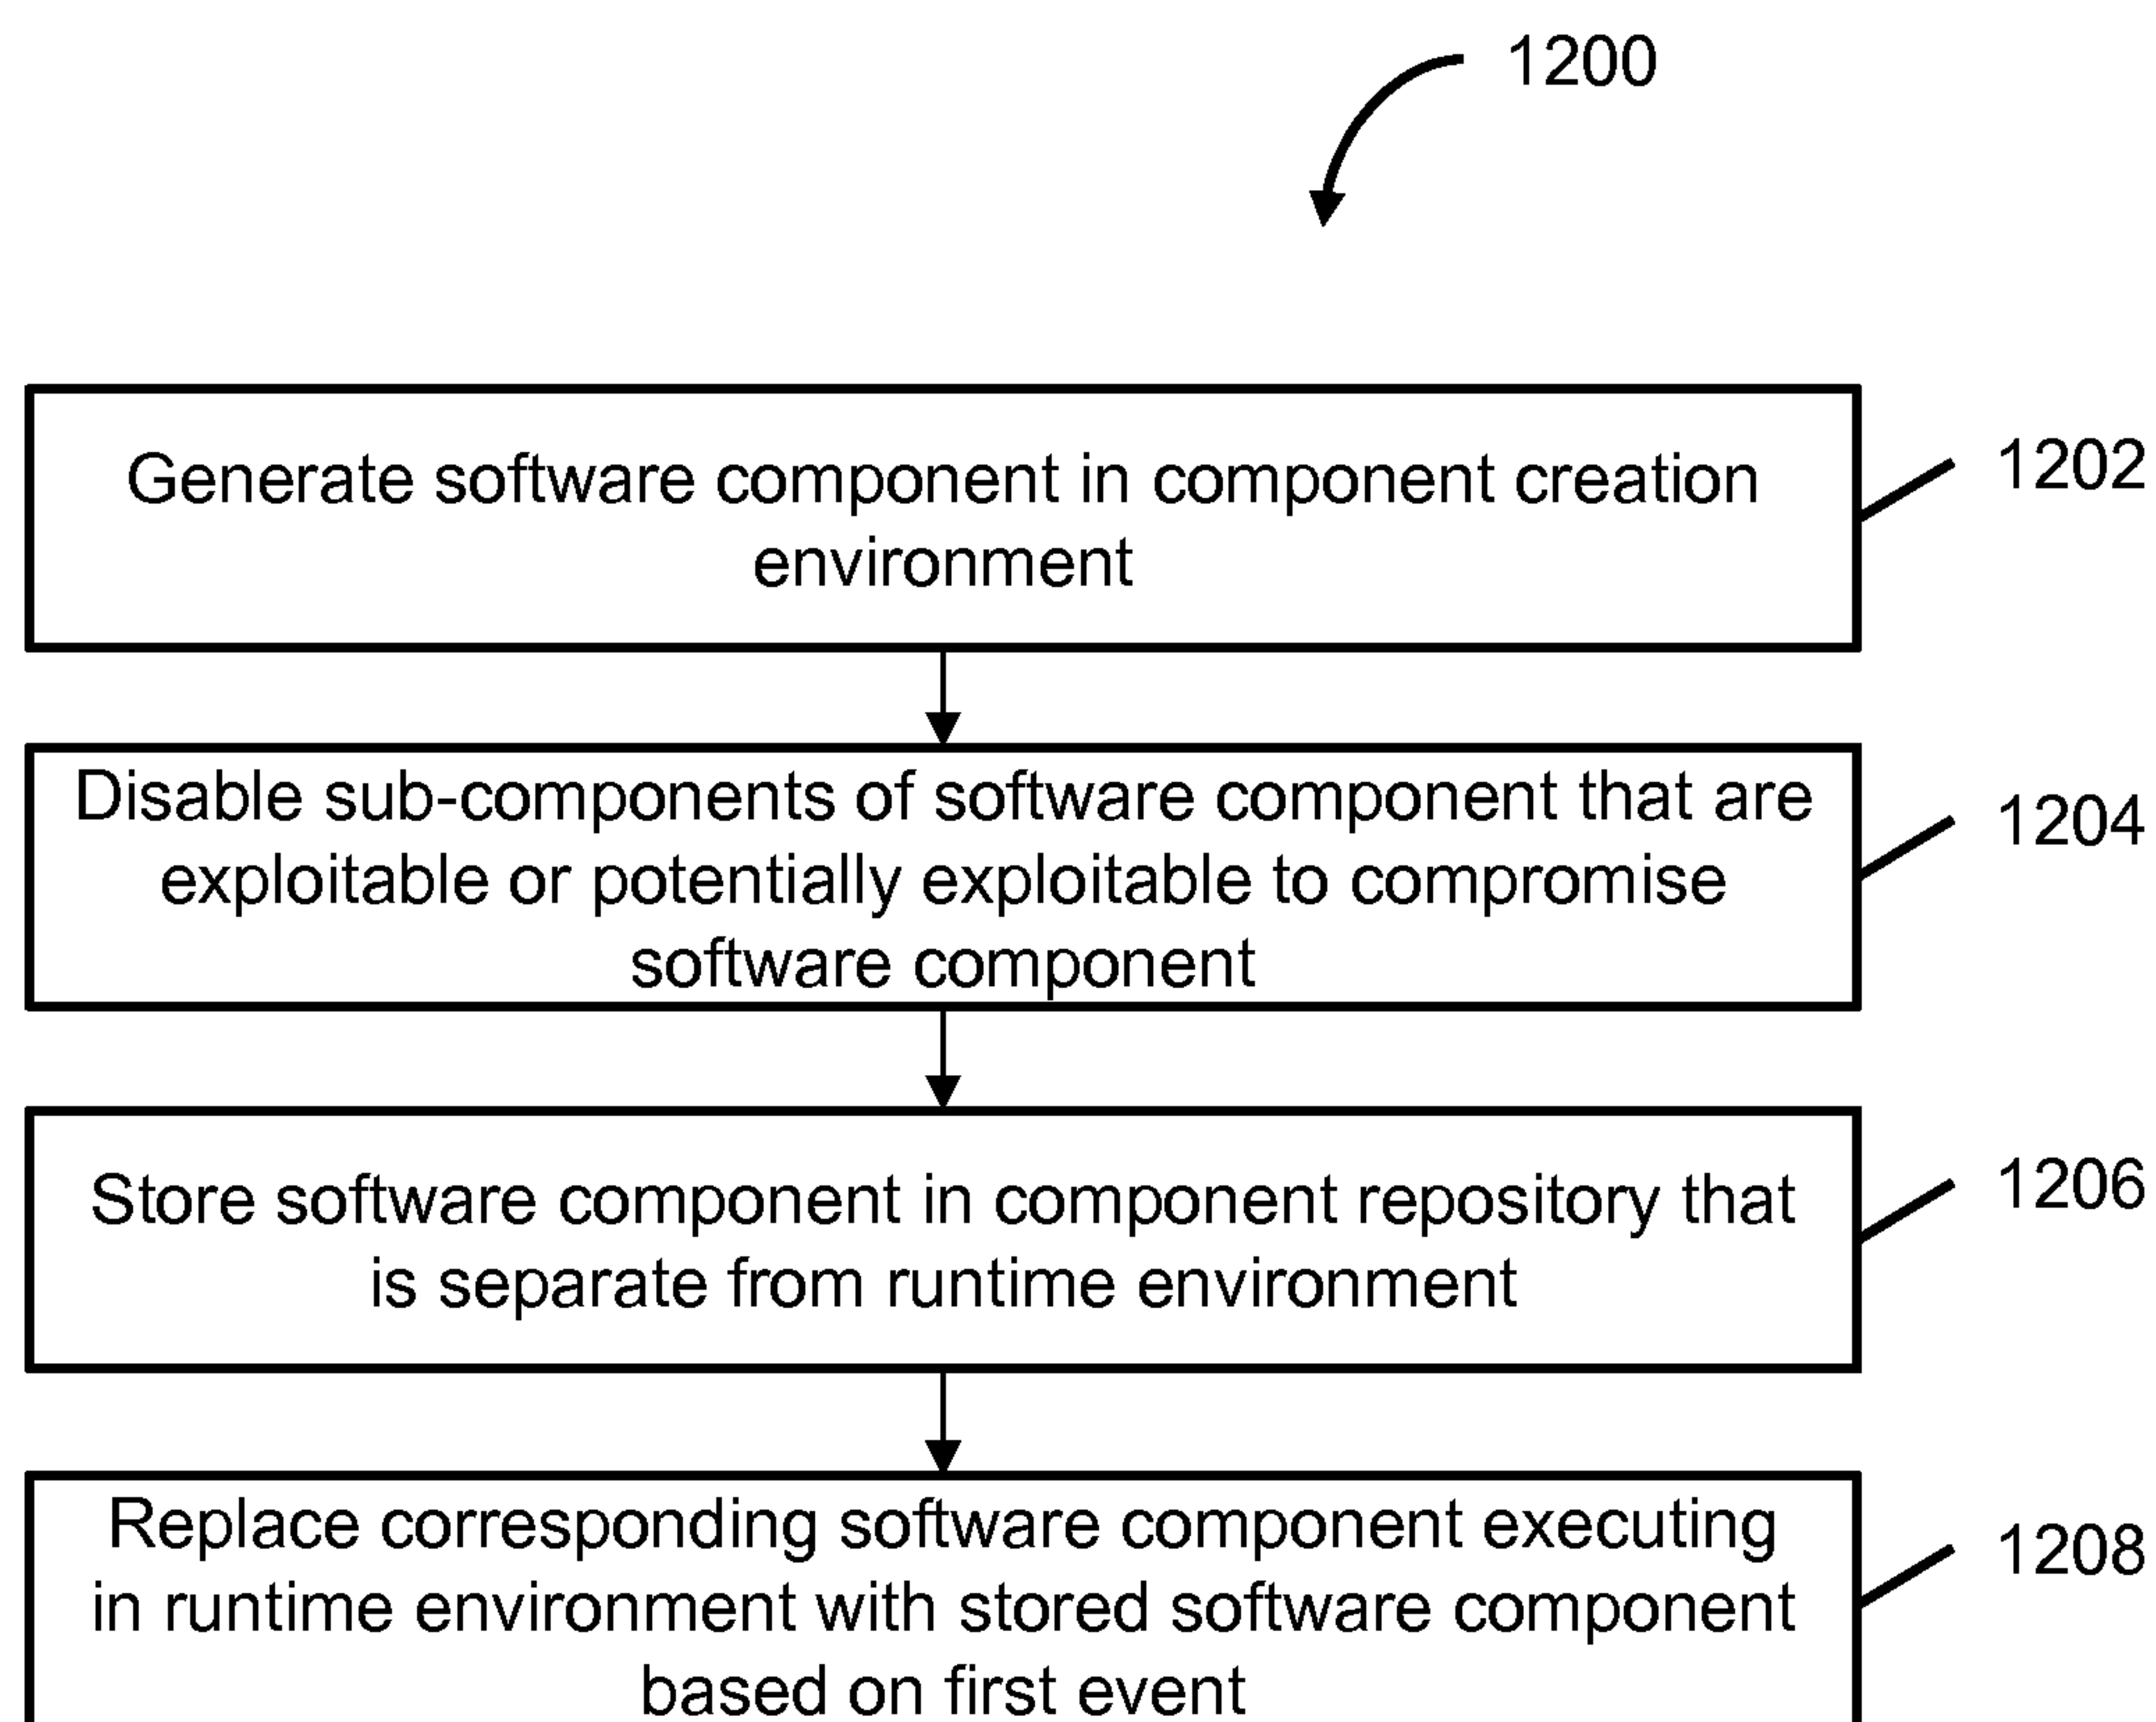 1200
Generate software component in component creation
environment
1202
Disable sub-components of software component that are
exploitable or potentially exploitable to compromise
software component
1204
Store software component in component repository that
is separate from runtime environment
1206
Replace corresponding software component executing
in runtime environment with stored software component
based on first event
1208